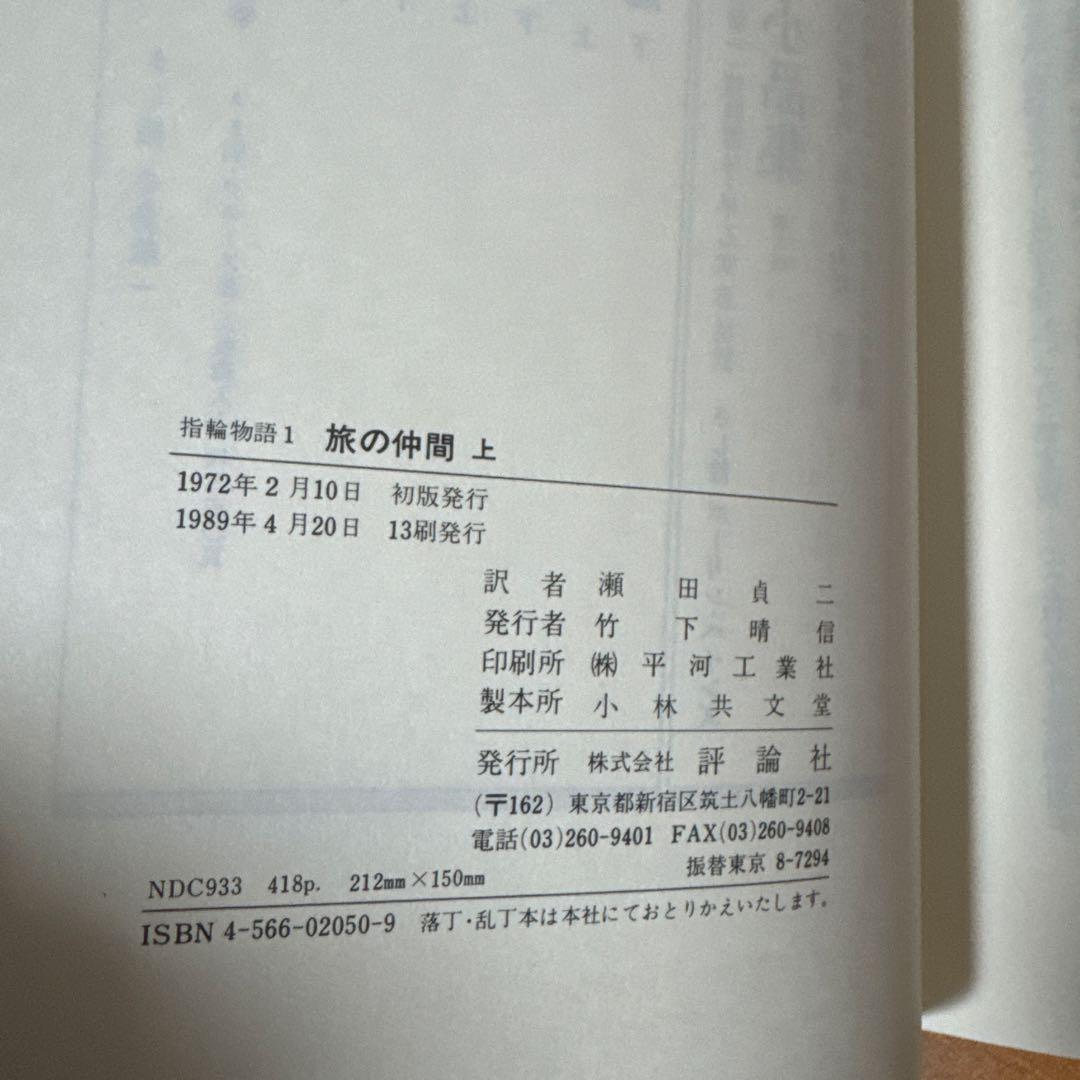 指輪物語1 旅の仲間 上
1972年2月10日 初版発行
1989年4月20日 13刷発行
訳者 瀬田貞二
発行者 竹下晴信
印刷所 ㈱平河工業社
製本所 小林共文堂
発行所 株式会社 評論社
(〒162) 東京都新宿区筑土八幡町2-21
電話(03)260-9401 FAX(03)260-9408
振替東京 8-7294
NDC933 418p. 212㎜×150㎜
ISBN 4-566-02050-9 落丁・乱丁本は本社にておとりかえいたします。